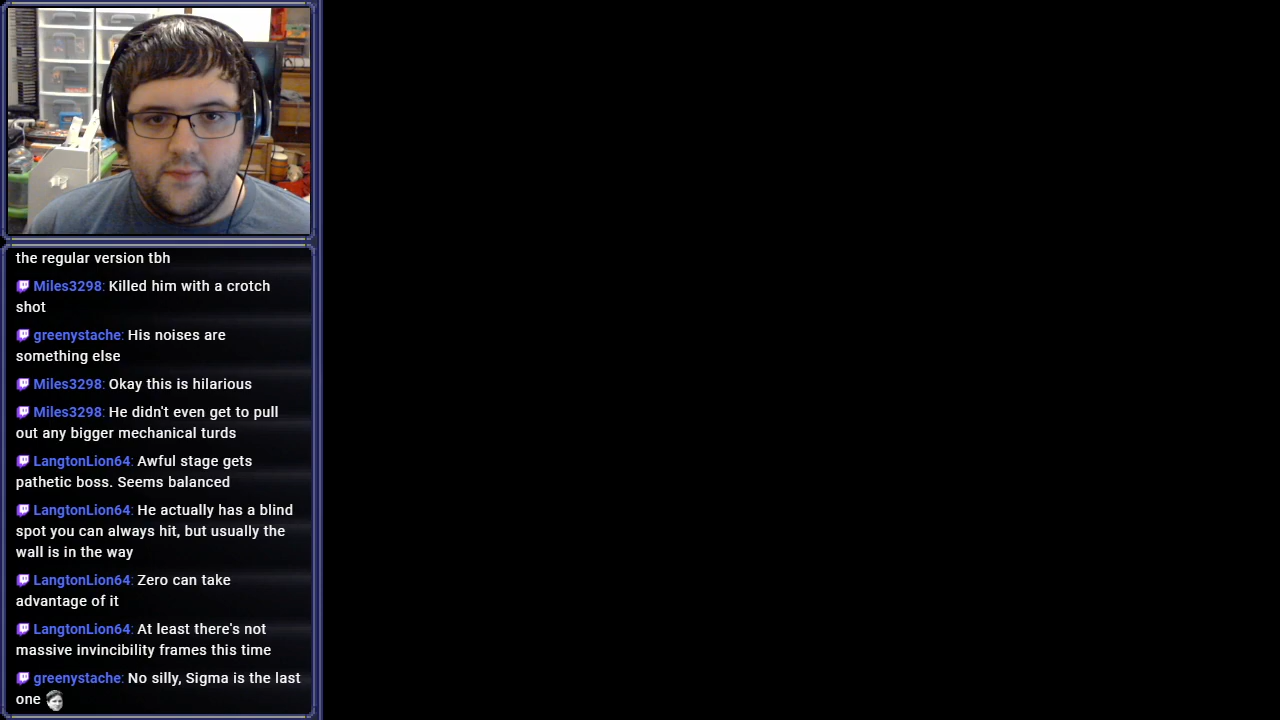 the regular version tbh
Miles3298: Killed him with a crotch
shot
greenystache: His noises are
something else
Miles3298: Okay this is hilarious
Miles3298: He didn't even get to pull
out any bigger mechanical turds
LangtonLion64: Awful stage gets
pathetic boss. Seems balanced
LangtonLion64: He actually has a blind
spot you can always hit, but usually the
wall is in the way
LangtonLion64: Zero can take
advantage of it
LangtonLion64: At least there's not
massive invincibility frames this time
greenystache: No silly, Sigma is the last
one